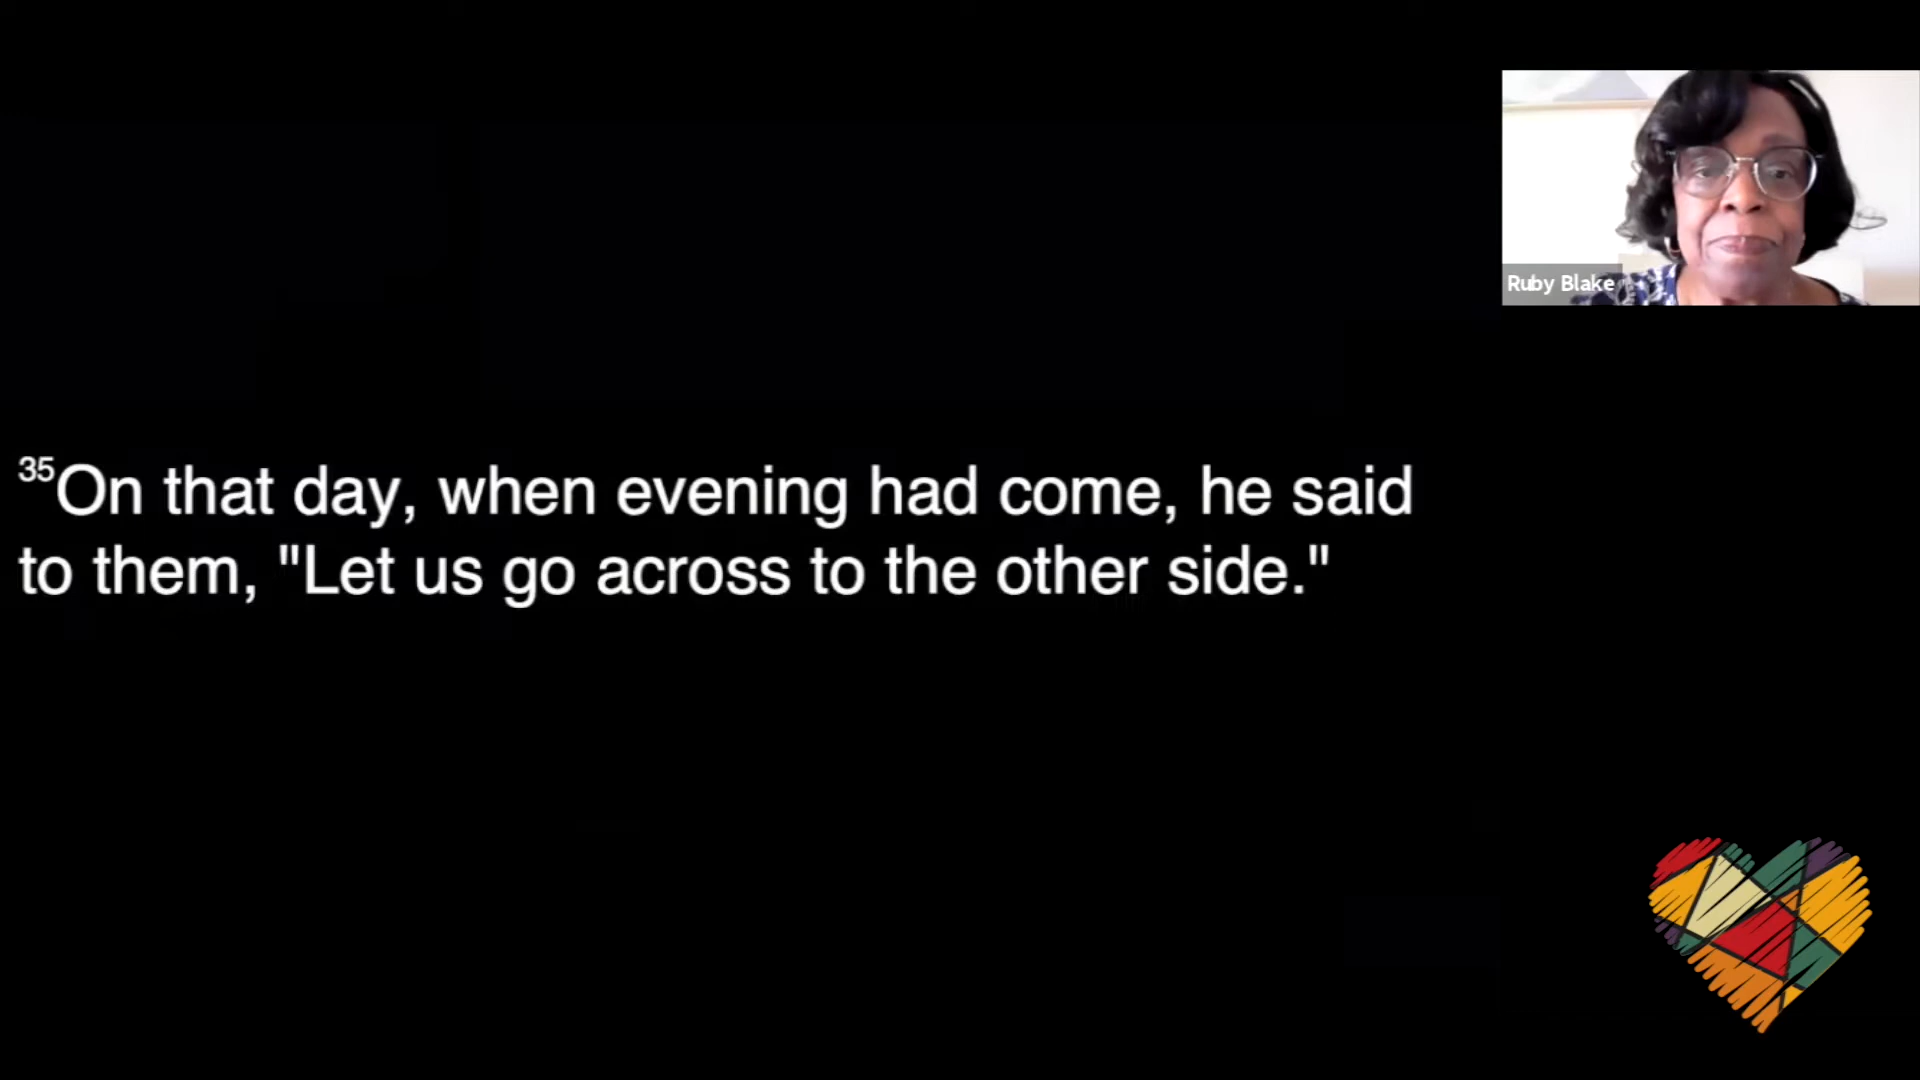 Ruby Blake
35On that day, when evening had come, he said
to them, "Let us go across to the other side."